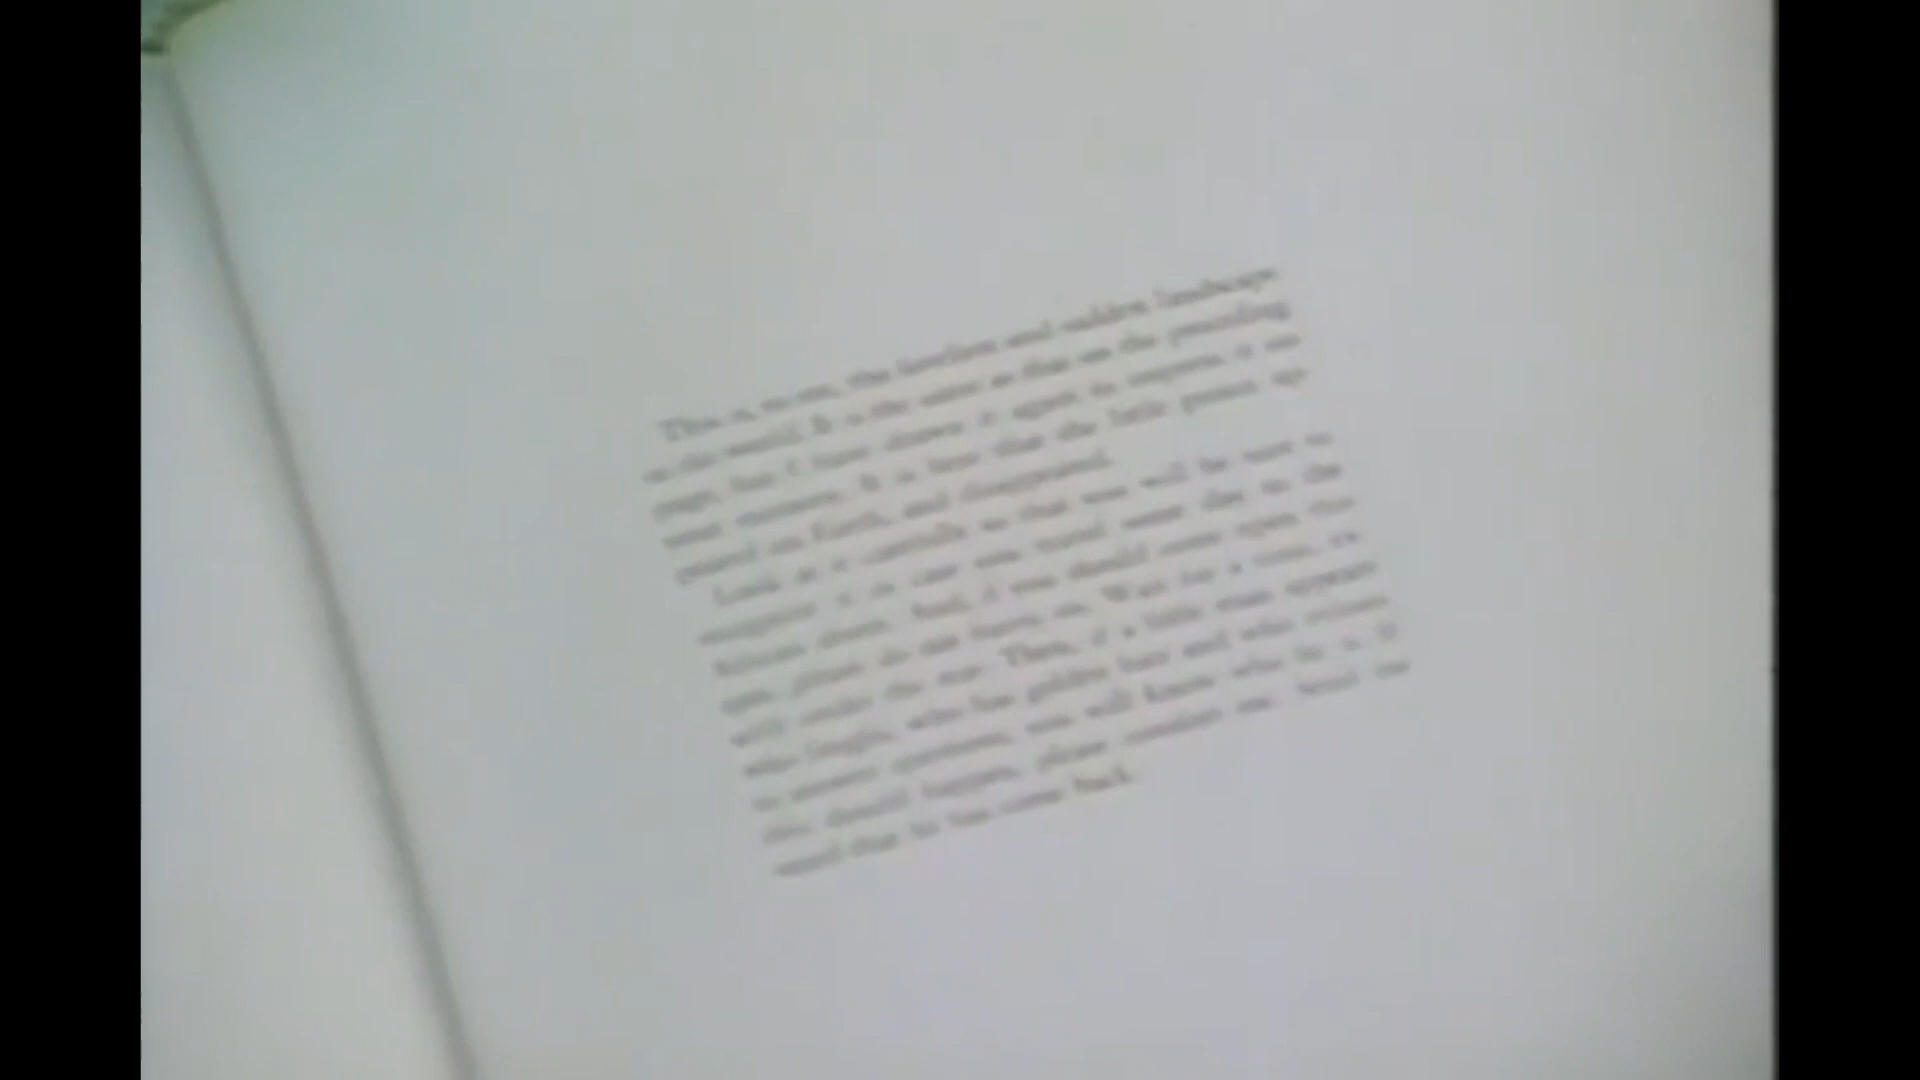 This is, to me, the loveliest and saddest landscape
in the world. It is the same as that on the preceding
page, but I have drawn it again to impress it on
your memory. It is here that the little prince ap-
peared on Earth, and disappeared.
Look at it carefully so that you will be sure to
recognize it in case you travel some day to the
African desert. And, if you should come upon this
spot, please do not hurry on. Wait for a time, ex-
actly under the star. Then, if a little man appears
who laughs, who has golden hair and who refuses
to answer questions, you will know who he is. If
this should happen, please comfort me. Send me
word that he has come back.